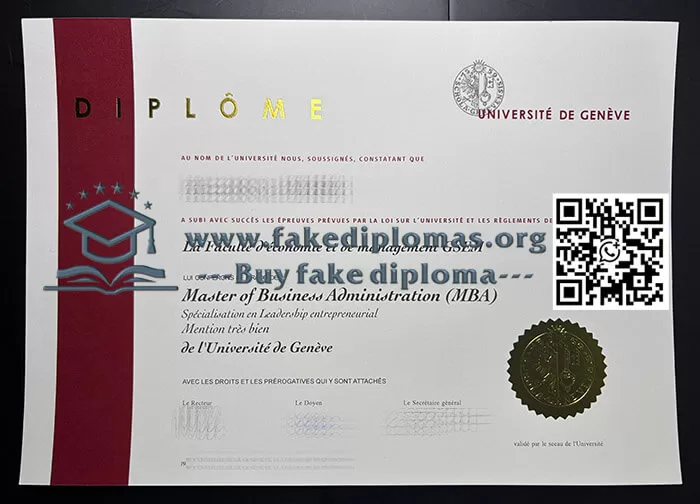 DIPLÔME
UNIVERSITÉ DE GENÈVE
AU NOM DE L'UNIVERSITÉ NOUS, SOUSSIGNÉS, CONSTATANT QUE
A SUBI AVEC SUCCÈS LES ÉPREUVES PRÉVUES PAR LA LOI SUR L'UNIVERSITÉ ET LES RÈGLEMENTS DE
www.fakediplomas.org
La Faculté d'économie et de management GSEM
Buy fake diploma---
LUI
Master of Business Administration (MBA)
Spécialisation en Leadership entrepreneurial
Mention très bien
de l'Université de Genève
AVEC LES DROITS ET LES PRÉROGATIVES QUI Y SONT ATTACHÉS
Le Recteur
Le Doyen
Le Secrétaire général
validé par le sceau de l'Université